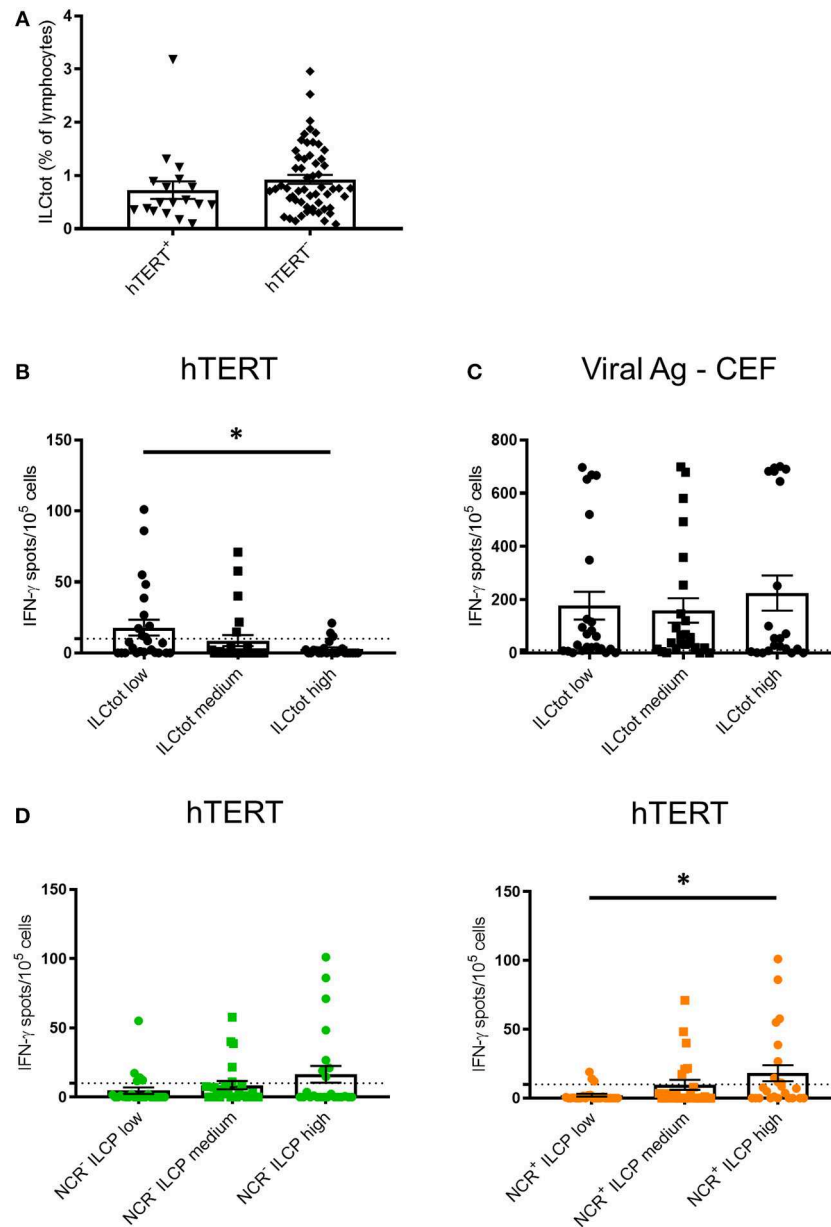 A
ILCtot (% of lymphocytes)
4
3
2
1
0
hTERT⁺
hTERT⁻
B
hTERT
IFN-γ spots/10⁵ cells
150
100
50
0
*
ILCtot low
ILCtot medium
ILCtot high
C
Viral Ag - CEF
IFN-γ spots/10⁵ cells
800
600
400
200
0
ILCtot low
ILCtot medium
ILCtot high
D
hTERT
IFN-γ spots/10⁵ cells
150
100
50
0
NCR⁻ ILCP low
NCR⁻ ILCP medium
NCR⁻ ILCP high
hTERT
IFN-γ spots/10⁵ cells
150
100
50
0
*
NCR⁺ ILCP low
NCR⁺ ILCP medium
NCR⁺ ILCP high